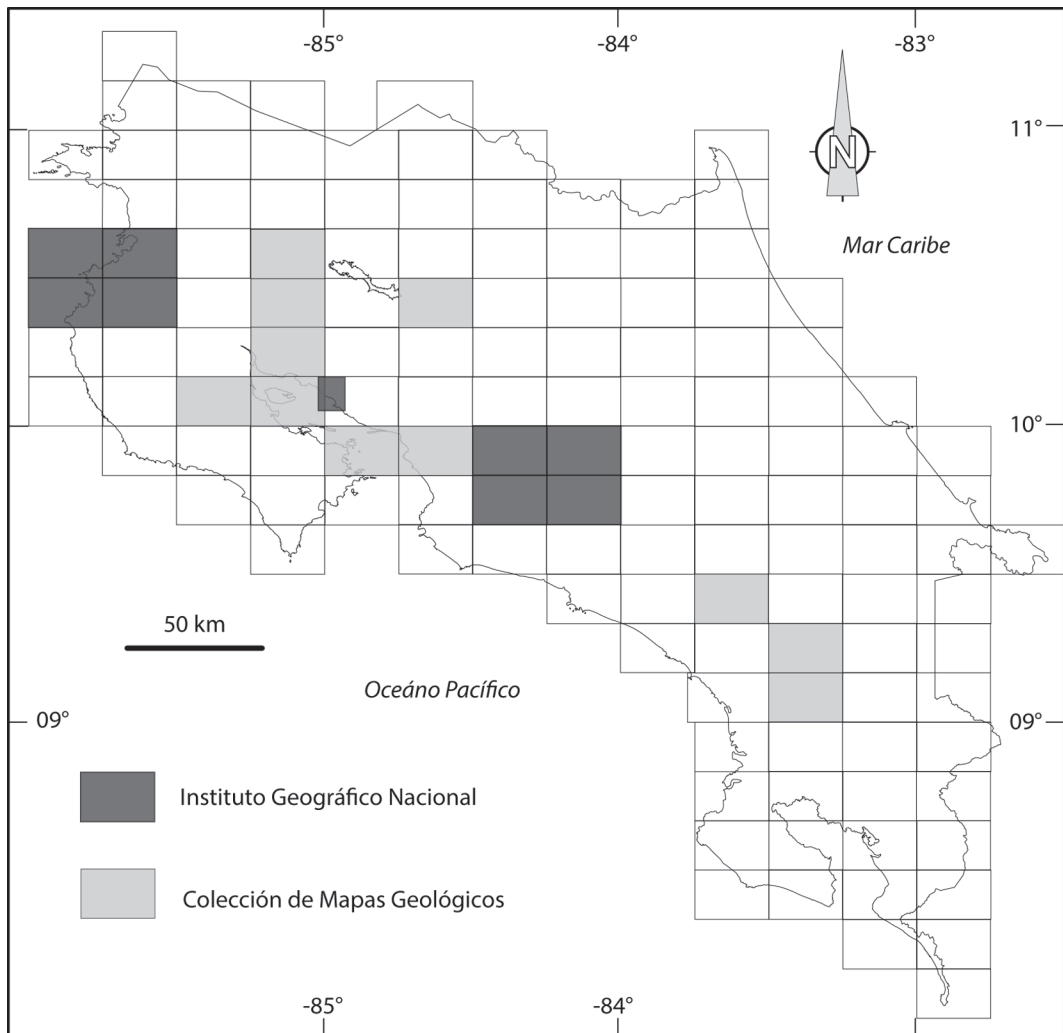 -85°
-84°
-83°
11°
N
Mar Caribe
10°
50 km
Oceáno Pacífico
09°
09°
Instituto Geográfico Nacional
Colección de Mapas Geológicos
-85°
-84°